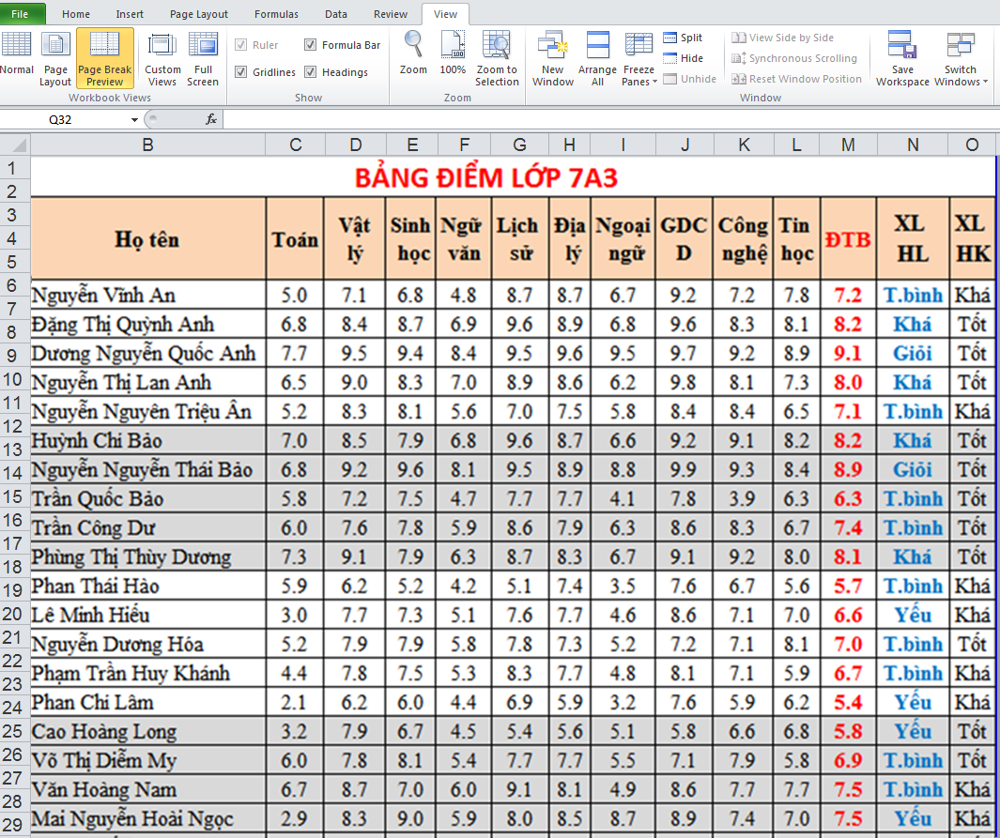 File Home Insert Page Layout Formulas Data Review View
Normal Page Layout Page Break Preview Custom Views Full Screen
Workbook Views
Ruler Formula Bar
Gridlines Headings
Show
Zoom 100% Zoom to Selection
Zoom
New Window Arrange All Freeze Panes
Split
Hide
Unhide
View Side by Side
Synchronous Scrolling
Reset Window Position
Window
Save Workspace Switch Windows
Q32 fx
B C D E F G H I J K L M N O
1
2 BẢNG ĐIỂM LỚP 7A3
3
4
5
Họ tên Toán Vật lý Sinh học Ngữ văn Lịch sử Địa lý Ngoại ngữ GDCD Công nghệ Tin học ĐTB XL HL XL HK
6 Nguyễn Vĩnh An 5.0 7.1 6.8 4.8 8.7 8.7 6.7 9.2 7.2 7.8 7.2 T.bình Khá
7 Đặng Thị Quỳnh Anh 6.8 8.4 8.7 6.9 9.6 8.9 6.8 9.6 8.3 8.1 8.2 Khá Tốt
8 Dương Nguyễn Quốc Anh 7.7 9.5 9.4 8.4 9.5 9.6 9.5 9.7 9.2 8.9 9.1 Giỏi Tốt
9 Nguyễn Thị Lan Anh 6.5 9.0 8.3 7.0 8.9 8.6 6.2 9.8 8.1 7.3 8.0 Khá Tốt
10 Nguyễn Nguyên Triệu Ân 5.2 8.3 8.1 5.6 7.0 7.5 5.8 8.4 8.4 6.5 7.1 T.bình Khá
11 Huỳnh Chí Bảo 7.0 8.5 7.9 6.8 9.6 8.7 6.6 9.2 9.1 8.2 8.2 Khá Tốt
12 Nguyễn Nguyễn Thái Bảo 6.8 9.2 9.6 8.1 9.5 8.9 8.8 9.9 9.3 8.4 8.9 Giỏi Tốt
13 Trần Quốc Bảo 5.8 7.2 7.5 4.7 7.7 7.7 4.1 7.8 3.9 6.3 6.3 T.bình Tốt
14 Trần Công Dư 6.0 7.6 7.8 5.9 8.6 7.9 6.3 8.6 8.3 6.7 7.4 T.bình Tốt
15 Phùng Thị Thùy Dương 7.3 9.1 7.9 6.3 8.7 8.3 6.7 9.1 9.2 8.0 8.1 Khá Tốt
16 Phan Thái Hào 5.9 6.2 5.2 4.2 5.1 7.4 3.5 7.6 6.7 5.6 5.7 T.bình Khá
17 Lê Minh Hiếu 3.0 7.7 7.3 5.1 7.6 7.7 4.6 8.6 7.1 7.0 6.6 Yếu Khá
18 Nguyễn Dương Hóa 5.2 7.9 7.9 5.8 7.8 7.3 5.2 7.2 7.1 8.1 7.0 T.bình Tốt
19 Phạm Trần Huy Khánh 4.4 7.8 7.5 5.3 8.3 7.7 4.8 8.1 7.1 5.9 6.7 T.bình Khá
20 Phan Chí Lâm 2.1 6.2 6.0 4.4 6.9 5.9 3.2 7.6 5.9 6.2 5.4 Yếu Khá
21 Cao Hoàng Long 3.2 7.9 6.7 4.5 5.4 5.6 5.1 5.8 6.6 6.8 5.8 Yếu Tốt
22 Võ Thị Diễm My 6.0 7.8 8.1 5.4 7.7 7.7 5.5 7.1 7.9 5.8 6.9 T.bình Tốt
23 Văn Hoàng Nam 6.7 8.7 7.0 6.0 9.1 8.1 4.9 8.6 7.7 7.7 7.5 T.bình Khá
24 Mai Nguyễn Hoài Ngọc 2.9 8.3 9.0 5.9 8.0 8.5 8.7 8.9 7.4 7.0 7.5 Yếu Khá
25
26
27
28
29